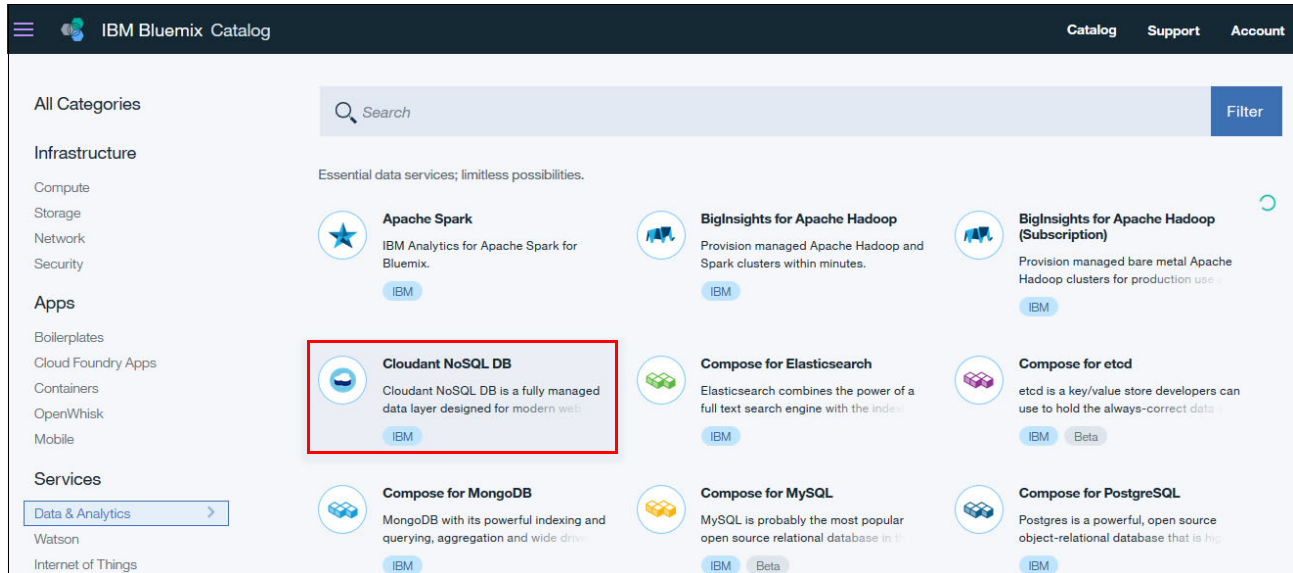 IBM Bluemix Catalog
Catalog Support Account
All Categories
Infrastructure
Compute
Storage
Network
Security
Apps
Boilerplates
Cloud Foundry Apps
Containers
OpenWhisk
Mobile
Services
Data & Analytics
Watson
Internet of Things
Search
Filter
Essential data services; limitless possibilities.
Apache Spark
IBM Analytics for Apache Spark for
Bluemix.
IBM
BigInsights for Apache Hadoop
Provision managed Apache Hadoop and
Spark clusters within minutes.
IBM
BigInsights for Apache Hadoop
(Subscription)
Provision managed bare metal Apache
Hadoop clusters for production use
IBM
Cloudant NoSQL DB
Cloudant NoSQL DB is a fully managed
data layer designed for modern web
IBM
Compose for Elasticsearch
Elasticsearch combines the power of a
full text search engine with the index
IBM
Compose for etcd
etcd is a key/value store developers can
use to hold the always-correct data
IBM Beta
Compose for MongoDB
MongoDB with its powerful indexing and
querying, aggregation and wide drive
IBM
Compose for MySQL
MySQL is probably the most popular
open source relational database in
IBM Beta
Compose for PostgreSQL
Postgres is a powerful, open source
object-relational database that is
IBM